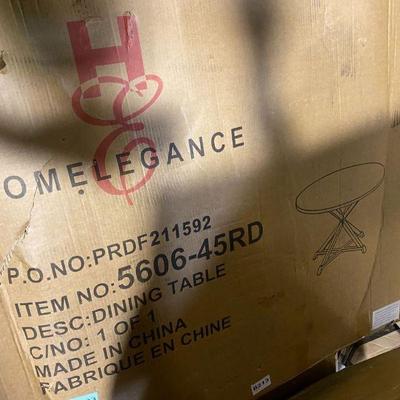 H
E
OMELEGANCE
P.O.NO:PRDF211592
ITEM NO:5606-45RD
DESC:DINING TABLE
C/NO: 1 OF 1
MADE IN CHINA
FABRIQUE EN CHINE